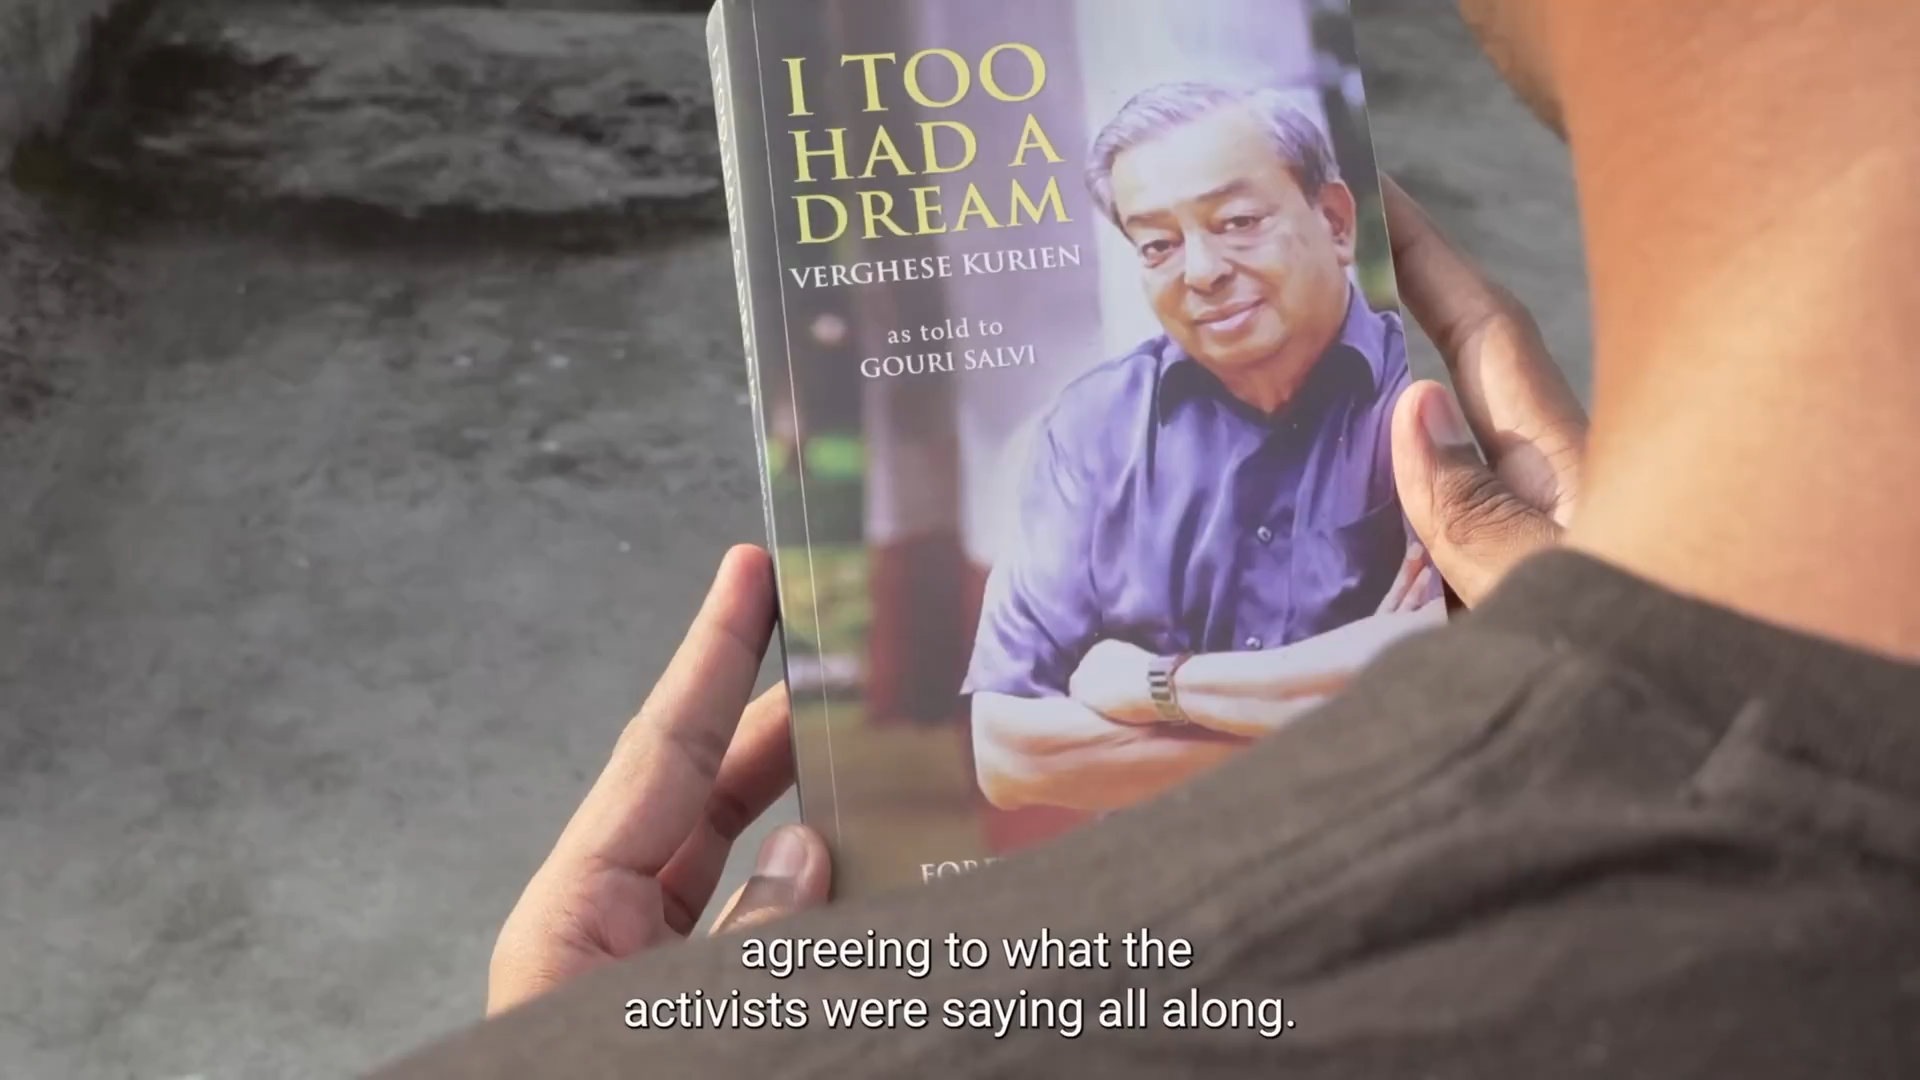 I TOO
HAD A
DREAM
VERGHESE KURIEN
as told to
GOURI SALVI
agreeing to what the
activists were saying all along.